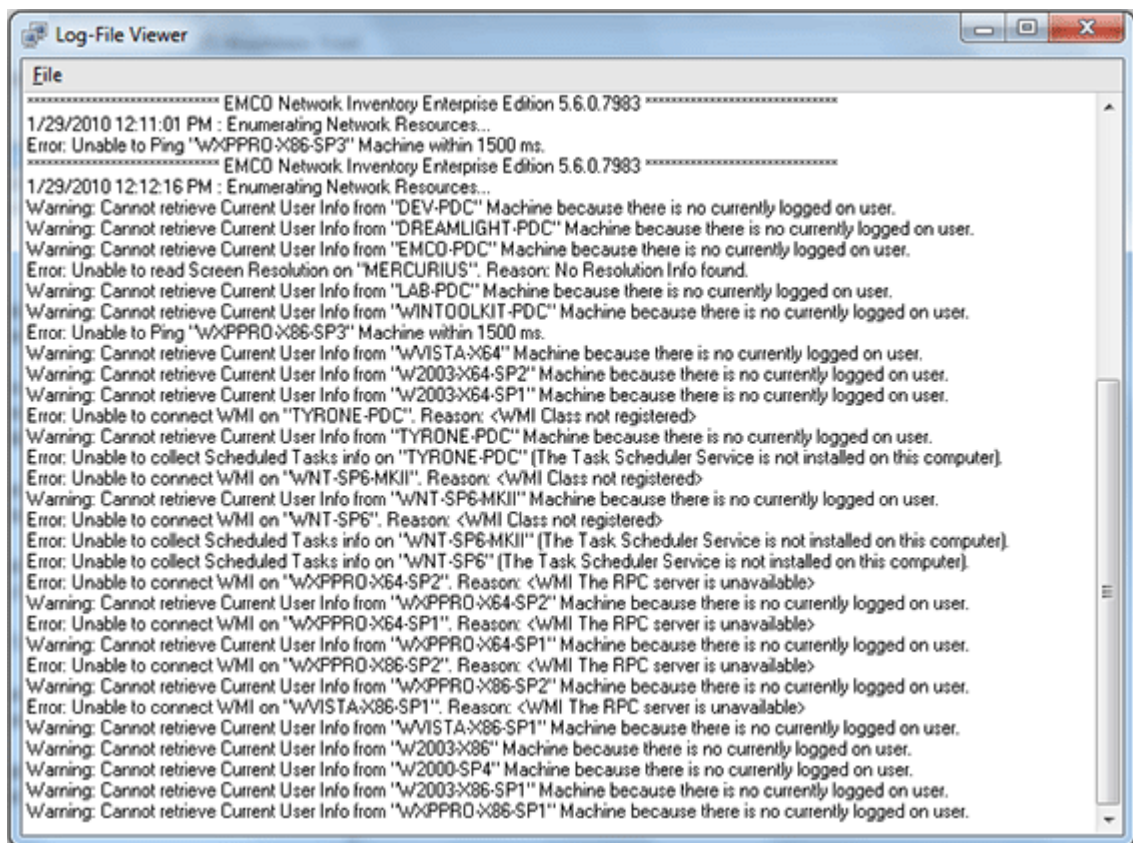 Log-File Viewer
File
***************************** EMCO Network Inventory Enterprise Edition 5.6.0.7983 *****************************
1/29/2010 12:11:01 PM : Enumerating Network Resources...
Error: Unable to Ping "WXPPRO-X86-SP3" Machine within 1500 ms.
***************************** EMCO Network Inventory Enterprise Edition 5.6.0.7983 *****************************
1/29/2010 12:12:16 PM : Enumerating Network Resources...
Warning: Cannot retrieve Current User Info from "DEV-PDC" Machine because there is no currently logged on user.
Warning: Cannot retrieve Current User Info from "DREAMLIGHT-PDC" Machine because there is no currently logged on user.
Warning: Cannot retrieve Current User Info from "EMCO-PDC" Machine because there is no currently logged on user.
Error: Unable to read Screen Resolution on "MERCURIUS". Reason: No Resolution Info found.
Warning: Cannot retrieve Current User Info from "LAB-PDC" Machine because there is no currently logged on user.
Warning: Cannot retrieve Current User Info from "WINTOOLKIT-PDC" Machine because there is no currently logged on user.
Error: Unable to Ping "WXPPRO-X86-SP3" Machine within 1500 ms.
Warning: Cannot retrieve Current User Info from "WVISTA-X64" Machine because there is no currently logged on user.
Warning: Cannot retrieve Current User Info from "W2003-X64-SP2" Machine because there is no currently logged on user.
Warning: Cannot retrieve Current User Info from "W2003-X64-SP1" Machine because there is no currently logged on user.
Error: Unable to connect WMI on "TYRONE-PDC". Reason: <WMI Class not registered>
Warning: Cannot retrieve Current User Info from "TYRONE-PDC" Machine because there is no currently logged on user.
Error: Unable to collect Scheduled Tasks info on "TYRONE-PDC" (The Task Scheduler Service is not installed on this computer).
Error: Unable to connect WMI on "WNT-SP6-MKII". Reason: <WMI Class not registered>
Warning: Cannot retrieve Current User Info from "WNT-SP6-MKII" Machine because there is no currently logged on user.
Error: Unable to connect WMI on "WNT-SP6". Reason: <WMI Class not registered>
Error: Unable to collect Scheduled Tasks info on "WNT-SP6-MKII" (The Task Scheduler Service is not installed on this computer).
Error: Unable to collect Scheduled Tasks info on "WNT-SP6" (The Task Scheduler Service is not installed on this computer).
Error: Unable to connect WMI on "WXPPRO-X64-SP2". Reason: <WMI The RPC server is unavailable>
Warning: Cannot retrieve Current User Info from "WXPPRO-X64-SP2" Machine because there is no currently logged on user.
Error: Unable to connect WMI on "WXPPRO-X64-SP1". Reason: <WMI The RPC server is unavailable>
Warning: Cannot retrieve Current User Info from "WXPPRO-X64-SP1" Machine because there is no currently logged on user.
Error: Unable to connect WMI on "WXPPRO-X86-SP2". Reason: <WMI The RPC server is unavailable>
Warning: Cannot retrieve Current User Info from "WXPPRO-X86-SP2" Machine because there is no currently logged on user.
Error: Unable to connect WMI on "WVISTA-X86-SP1". Reason: <WMI The RPC server is unavailable>
Warning: Cannot retrieve Current User Info from "WVISTA-X86-SP1" Machine because there is no currently logged on user.
Warning: Cannot retrieve Current User Info from "W2003-X86" Machine because there is no currently logged on user.
Warning: Cannot retrieve Current User Info from "W2000-SP4" Machine because there is no currently logged on user.
Warning: Cannot retrieve Current User Info from "W2003-X86-SP1" Machine because there is no currently logged on user.
Warning: Cannot retrieve Current User Info from "WXPPRO-X86-SP1" Machine because there is no currently logged on user.